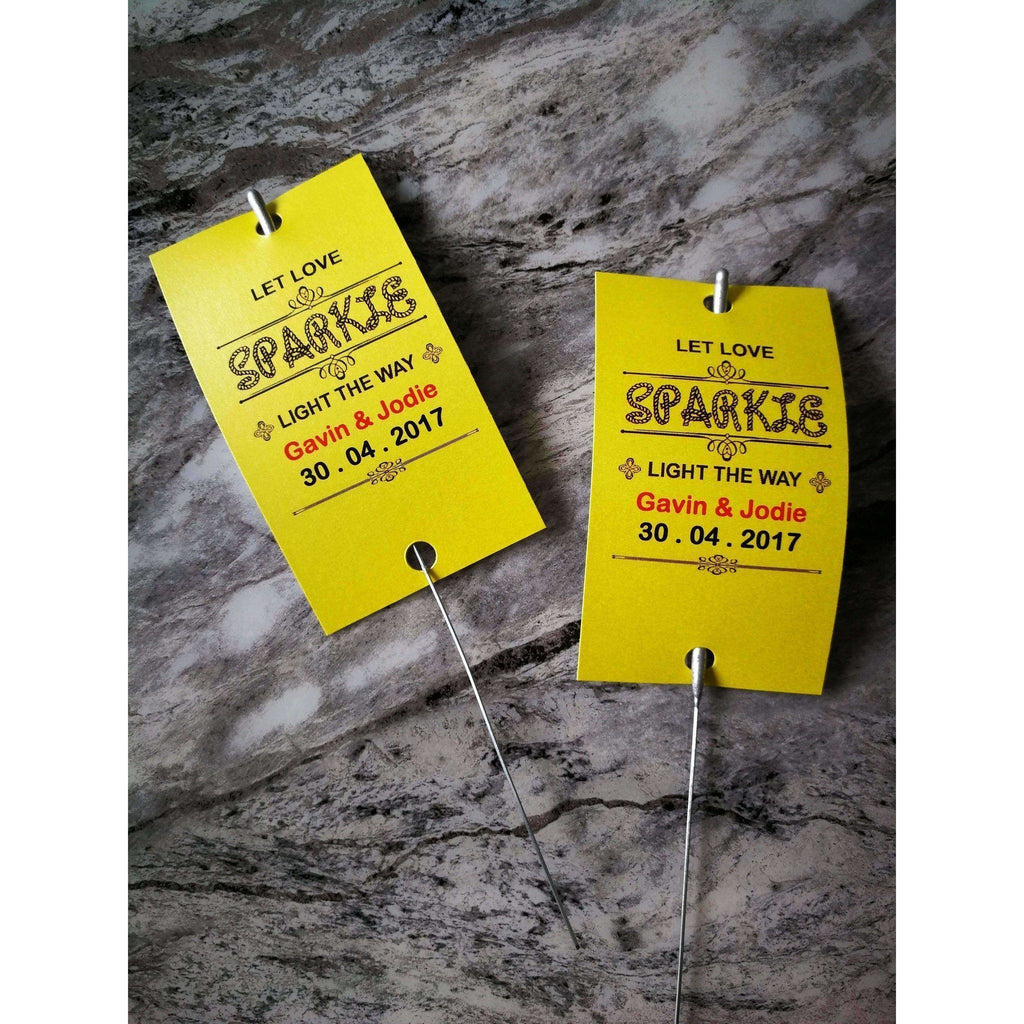 LET LOVE
SPARKLE
LIGHT THE WAY
Gavin & Jodie
30 . 04 . 2017
LET LOVE
SPARKLE
LIGHT THE WAY
Gavin & Jodie
30 . 04 . 2017